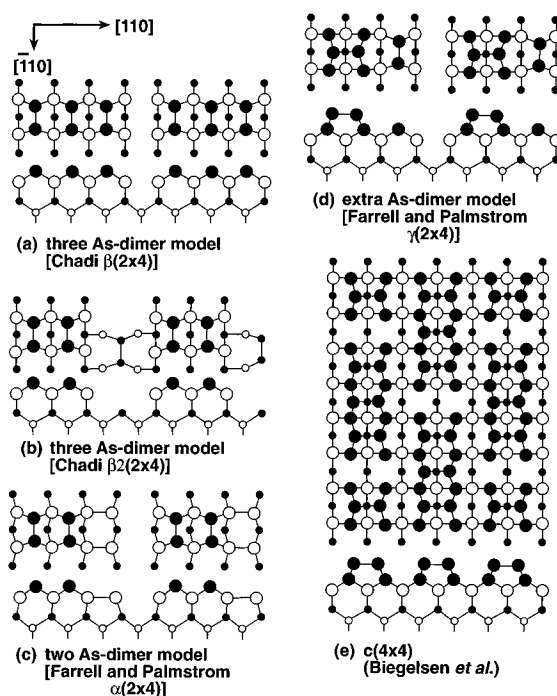 [110]
[1̄10]
(a) three As-dimer model
[Chadi β(2x4)]
(b) three As-dimer model
[Chadi β2(2x4)]
(c) two As-dimer model
[Farrell and Palmstrom
α(2x4)]
(d) extra As-dimer model
[Farrell and Palmstrom
γ(2x4)]
(e) c(4x4)
(Biegelsen et al.)